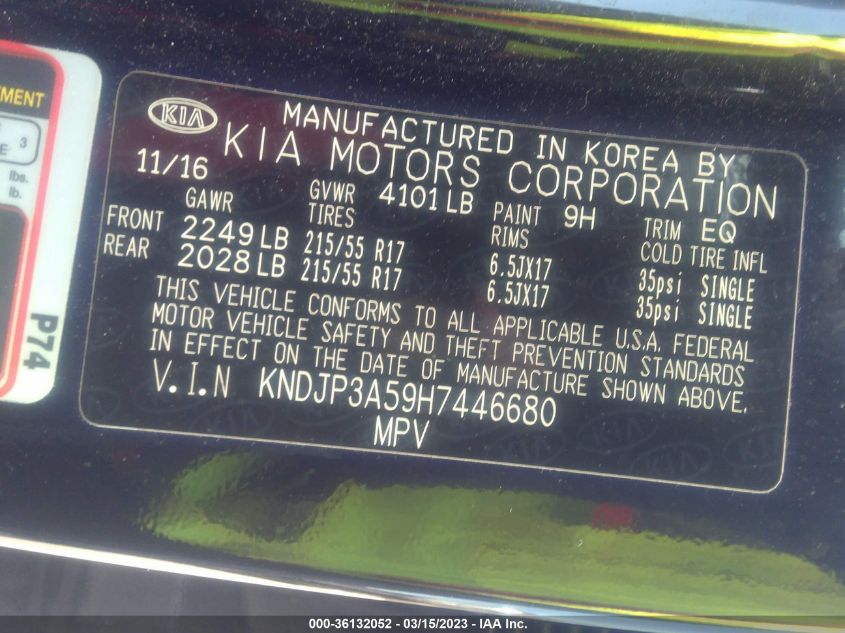 MENT
3
E
lbs.
lb.
P74
KIA
MANUFACTURED IN KOREA BY
KIA MOTORS CORPORATION
11/16
GAWR GVWR 4101 LB PAINT 9H TRIM EQ
TIRES RIMS COLD TIRE INFL
FRONT 2249 LB 215/55 R17 6.5JX17 35psi SINGLE
REAR 2028 LB 215/55 R17 6.5JX17 35psi SINGLE
THIS VEHICLE CONFORMS TO ALL APPLICABLE U.S.A. FEDERAL
MOTOR VEHICLE SAFETY AND THEFT PREVENTION STANDARDS
IN EFFECT ON THE DATE OF MANUFACTURE SHOWN ABOVE.
V.I.N KNDJP3A59H7446680
MPV
000-36132052 - 03/15/2023 - IAA Inc.